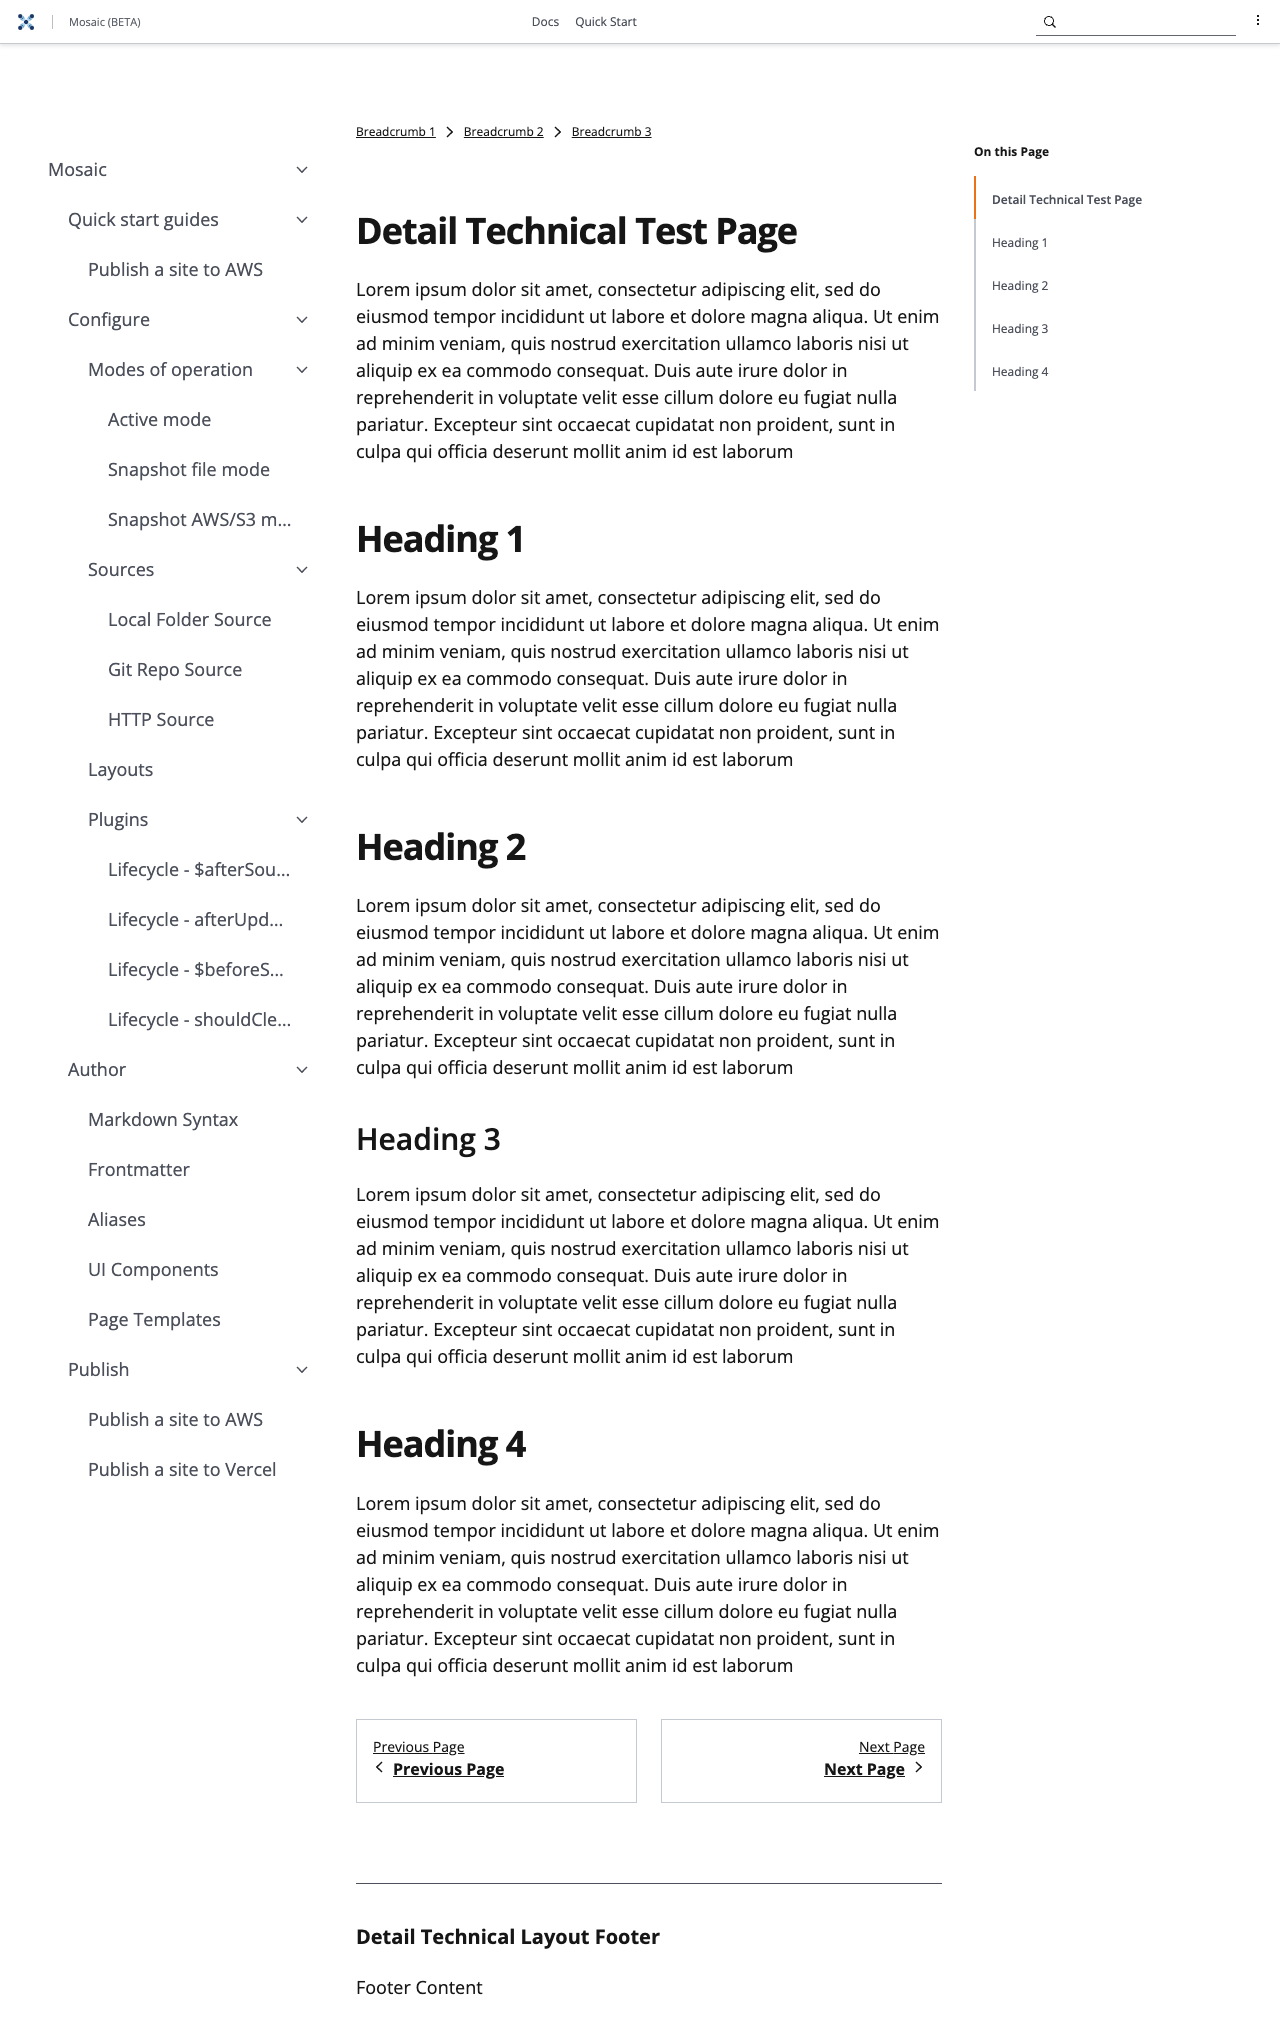 Mosaic (BETA)
Docs
Quick Start
Breadcrumb 1
Breadcrumb 2
Breadcrumb 3
Mosaic
Quick start guides
Publish a site to AWS
Configure
Modes of operation
Active mode
Snapshot file mode
Snapshot AWS/S3 m...
Sources
Local Folder Source
Git Repo Source
HTTP Source
Layouts
Plugins
Lifecycle - $afterSou...
Lifecycle - afterUpd...
Lifecycle - $beforeS...
Lifecycle - shouldCle...
Author
Markdown Syntax
Frontmatter
Aliases
UI Components
Page Templates
Publish
Publish a site to AWS
Publish a site to Vercel
Detail Technical Test Page
Lorem ipsum dolor sit amet, consectetur adipiscing elit, sed do
eiusmod tempor incididunt ut labore et dolore magna aliqua. Ut enim
ad minim veniam, quis nostrud exercitation ullamco laboris nisi ut
aliquip ex ea commodo consequat. Duis aute irure dolor in
reprehenderit in voluptate velit esse cillum dolore eu fugiat nulla
pariatur. Excepteur sint occaecat cupidatat non proident, sunt in
culpa qui officia deserunt mollit anim id est laborum
Heading 1
Lorem ipsum dolor sit amet, consectetur adipiscing elit, sed do
eiusmod tempor incididunt ut labore et dolore magna aliqua. Ut enim
ad minim veniam, quis nostrud exercitation ullamco laboris nisi ut
aliquip ex ea commodo consequat. Duis aute irure dolor in
reprehenderit in voluptate velit esse cillum dolore eu fugiat nulla
pariatur. Excepteur sint occaecat cupidatat non proident, sunt in
culpa qui officia deserunt mollit anim id est laborum
Heading 2
Lorem ipsum dolor sit amet, consectetur adipiscing elit, sed do
eiusmod tempor incididunt ut labore et dolore magna aliqua. Ut enim
ad minim veniam, quis nostrud exercitation ullamco laboris nisi ut
aliquip ex ea commodo consequat. Duis aute irure dolor in
reprehenderit in voluptate velit esse cillum dolore eu fugiat nulla
pariatur. Excepteur sint occaecat cupidatat non proident, sunt in
culpa qui officia deserunt mollit anim id est laborum
Heading 3
Lorem ipsum dolor sit amet, consectetur adipiscing elit, sed do
eiusmod tempor incididunt ut labore et dolore magna aliqua. Ut enim
ad minim veniam, quis nostrud exercitation ullamco laboris nisi ut
aliquip ex ea commodo consequat. Duis aute irure dolor in
reprehenderit in voluptate velit esse cillum dolore eu fugiat nulla
pariatur. Excepteur sint occaecat cupidatat non proident, sunt in
culpa qui officia deserunt mollit anim id est laborum
Heading 4
Lorem ipsum dolor sit amet, consectetur adipiscing elit, sed do
eiusmod tempor incididunt ut labore et dolore magna aliqua. Ut enim
ad minim veniam, quis nostrud exercitation ullamco laboris nisi ut
aliquip ex ea commodo consequat. Duis aute irure dolor in
reprehenderit in voluptate velit esse cillum dolore eu fugiat nulla
pariatur. Excepteur sint occaecat cupidatat non proident, sunt in
culpa qui officia deserunt mollit anim id est laborum
Previous Page
Previous Page
Next Page
Next Page
Detail Technical Layout Footer
Footer Content
On this Page
Detail Technical Test Page
Heading 1
Heading 2
Heading 3
Heading 4